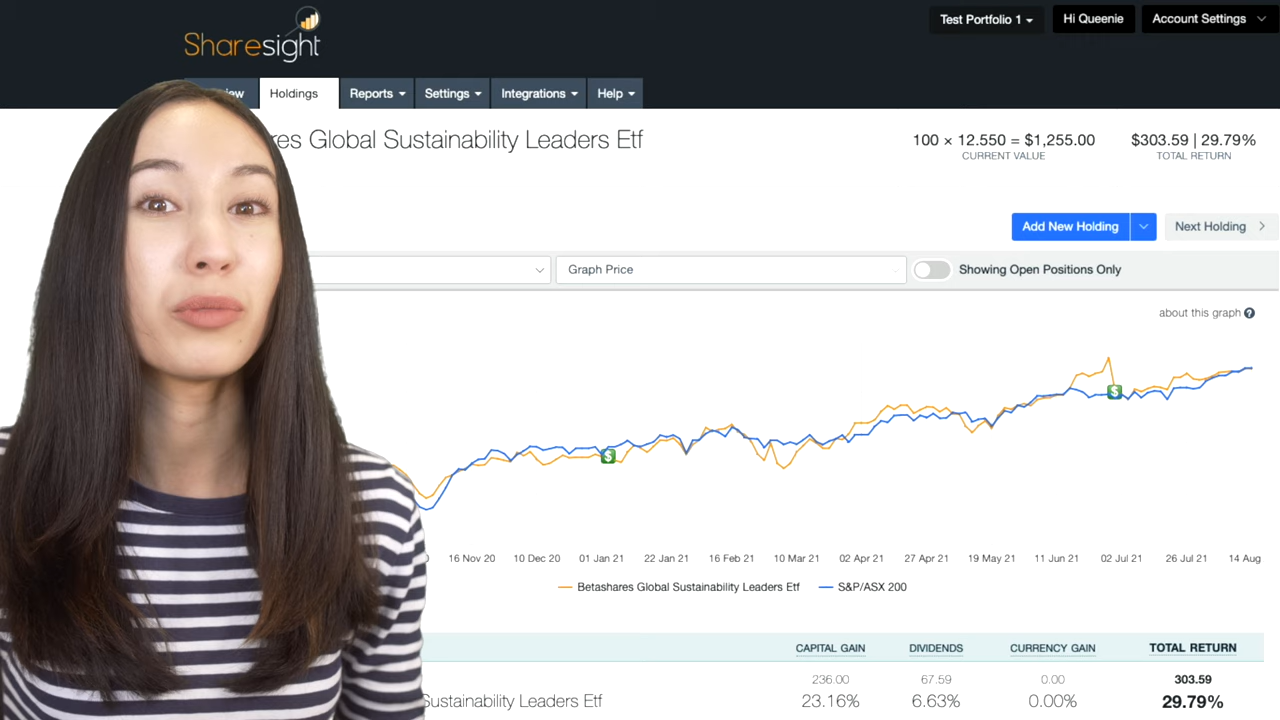 Sharesight
Test Portfolio 1
Hi Queenie
Account Settings
Holdings
Reports
Settings
Integrations
Help
Global Sustainability Leaders Etf
100 × 12.550 = $1,255.00
CURRENT VALUE
$303.59 | 29.79%
TOTAL RETURN
Add New Holding
Next Holding
Graph Price
Showing Open Positions Only
about this graph ?
$
$
16 Nov 20 10 Dec 20 01 Jan 21 22 Jan 21 16 Feb 21 10 Mar 21 02 Apr 21 27 Apr 21 19 May 21 11 Jun 21 02 Jul 21 26 Jul 21 14 Aug
Betashares Global Sustainability Leaders Etf S&P/ASX 200
CAPITAL GAIN DIVIDENDS CURRENCY GAIN TOTAL RETURN
236.00 67.59 0.00 303.59
Sustainability Leaders Etf 23.16% 6.63% 0.00% 29.79%